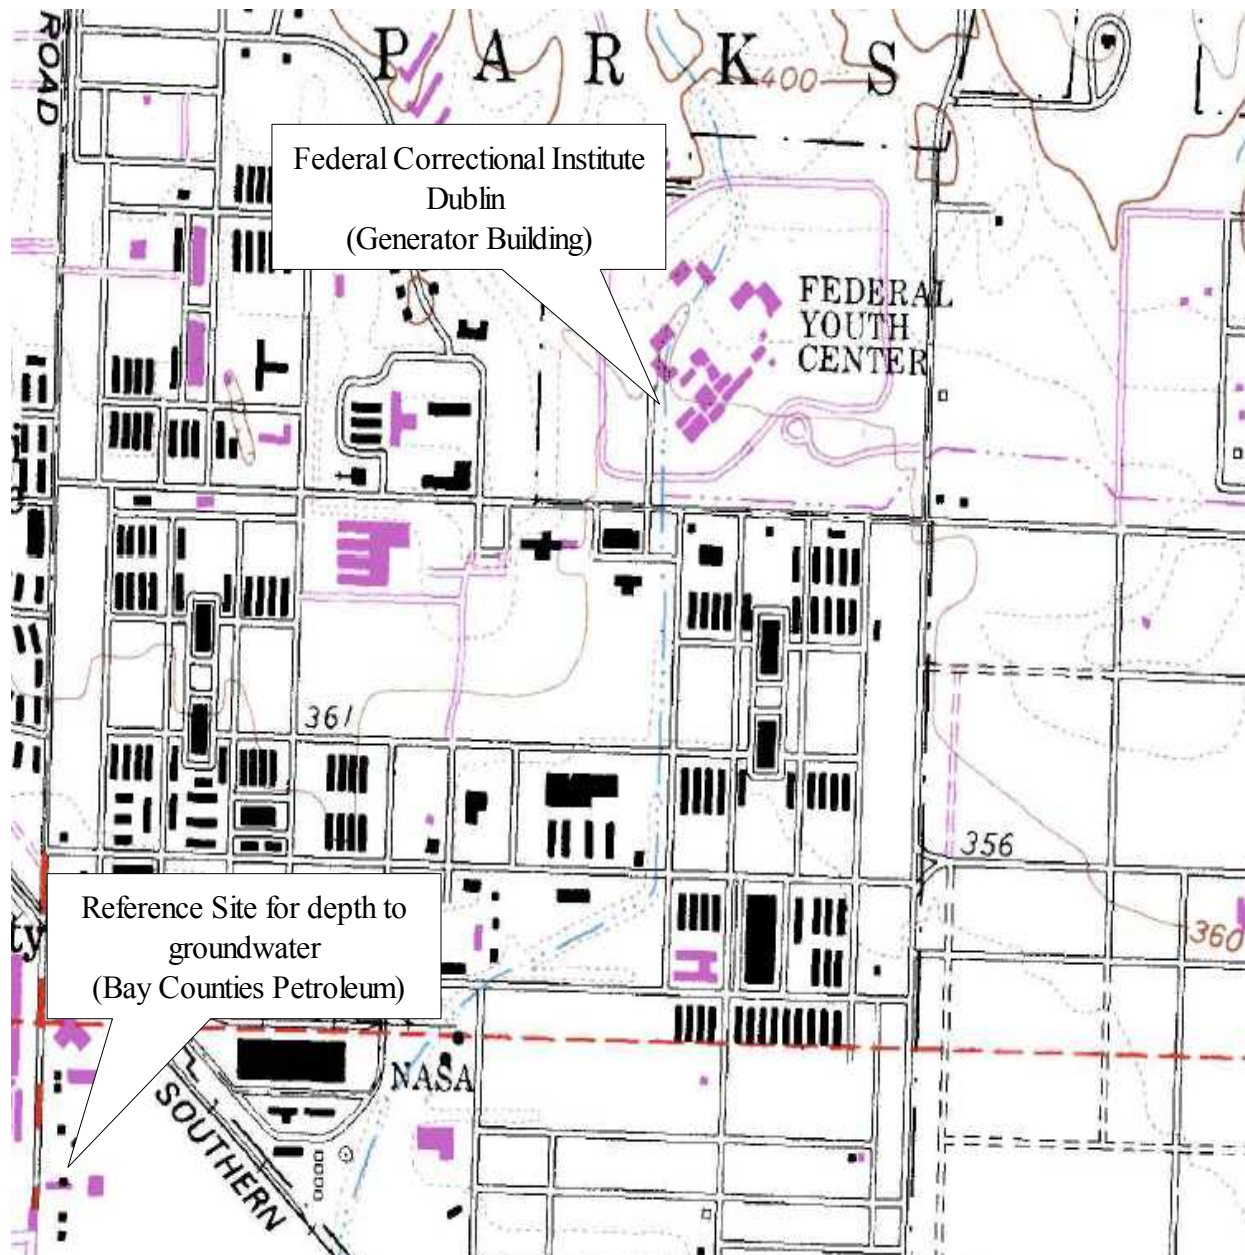 ROAD
P A R K S
400
Federal Correctional Institute
Dublin
(Generator Building)
FEDERAL
YOUTH
CENTER
361
356
360
Reference Site for depth to
groundwater
(Bay Counties Petroleum)
ty
NASA
SOUTHERN